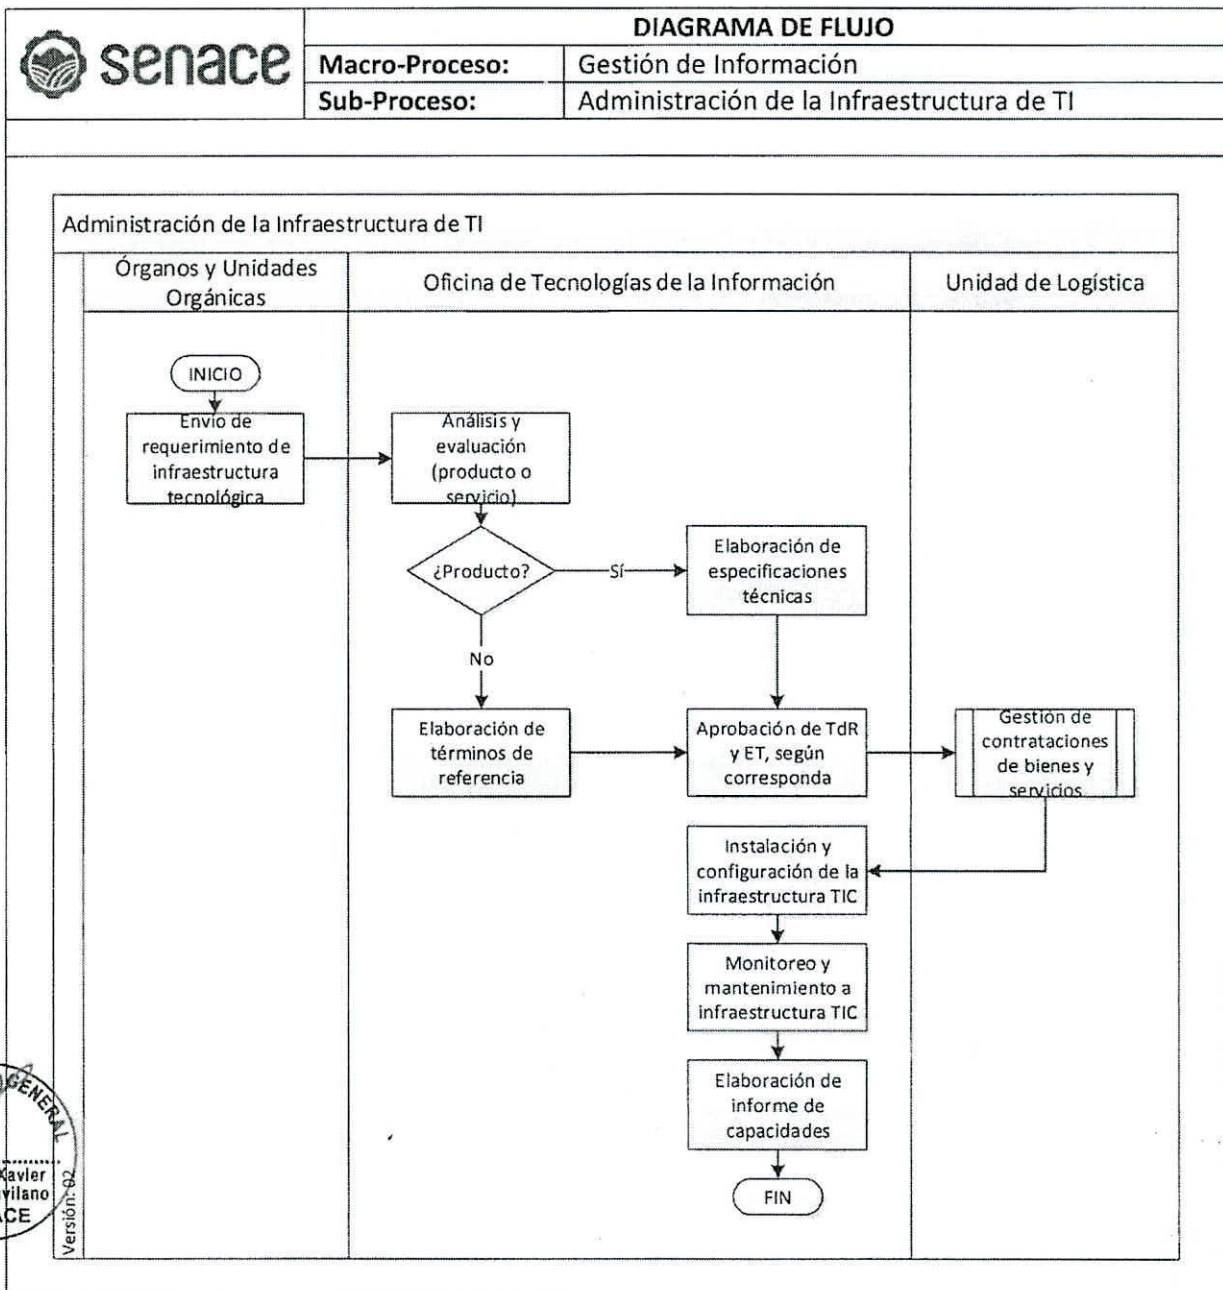 senace
DIAGRAMA DE FLUJO
Macro-Proceso: Gestión de Información
Sub-Proceso: Administración de la Infraestructura de TI
Administración de la Infraestructura de TI
Órganos y Unidades
Orgánicas
Oficina de Tecnologías de la Información
Unidad de Logística
INICIO
Envío de
requerimiento de
infraestructura
tecnológica
Análisis y
evaluación
(producto o
servicio)
¿Producto?
Sí
Elaboración de
especificaciones
técnicas
No
Elaboración de
términos de
referencia
Aprobación de TdR
y ET, según
corresponda
Gestión de
contrataciones
de bienes y
servicios
Instalación y
configuración de la
infraestructura TIC
Monitoreo y
mantenimiento a
infraestructura TIC
Elaboración de
informe de
capacidades
FIN
GENERAL
Xavier
vilano
CE
Versión: 02